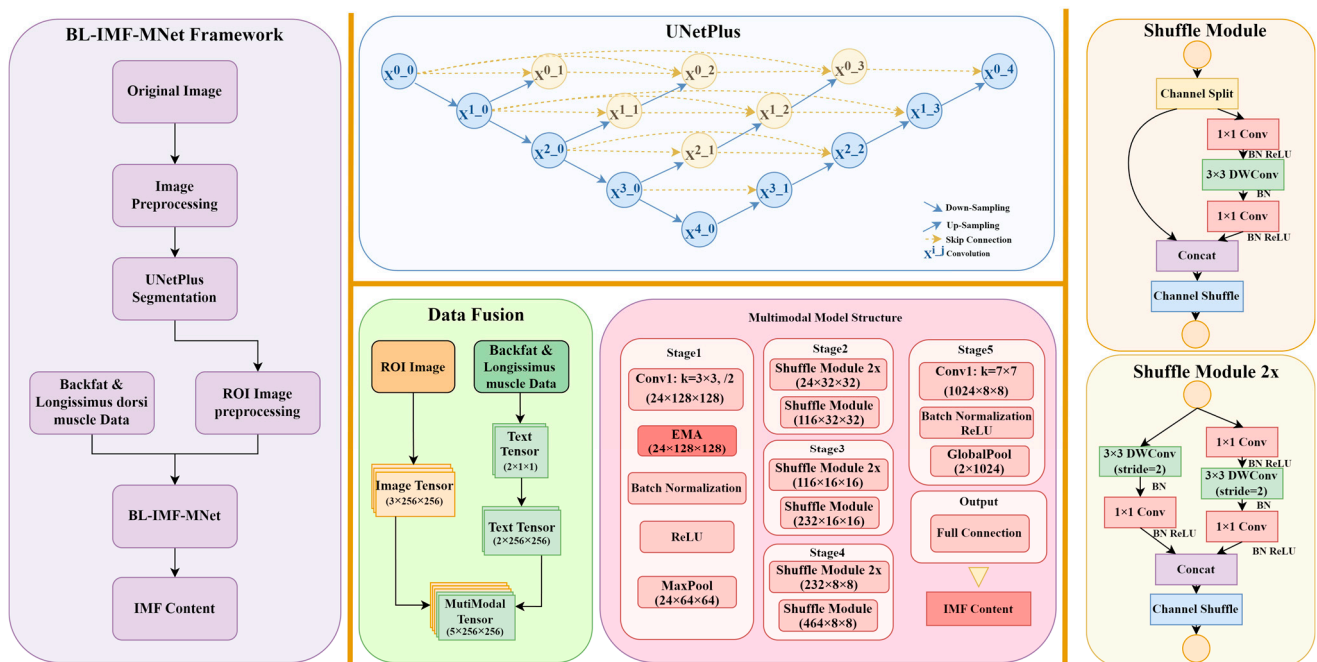 BL-IMF-MNet Framework
Original Image
Image
Preprocessing
UNetPlus
Segmentation
Backfat &
Longissimus dorsi
muscle Data
ROI Image
preprocessing
BL-IMF-MNet
IMF Content
UNetPlus
X0_0
X0_1
X0_2
X0_3
X0_4
X1_0
X1_1
X1_2
X1_3
X2_0
X2_1
X2_2
X3_0
X3_1
X4_0
Down-Sampling
Up-Sampling
Skip Connection
Xi_j Convolution
Data Fusion
ROI Image
Backfat &
Longissimus
muscle Data
Text
Tensor
(2×1×1)
Image Tensor
(3×256×256)
Text Tensor
(2×256×256)
MutiModal
Tensor
(5×256×256)
Multimodal Model Structure
Stage1
Conv1: k=3×3, /2
(24×128×128)
EMA
(24×128×128)
Batch Normalization
ReLU
MaxPool
(24×64×64)
Stage2
Shuffle Module 2x
(24×32×32)
Shuffle Module
(116×32×32)
Stage3
Shuffle Module 2x
(116×16×16)
Shuffle Module
(232×16×16)
Stage4
Shuffle Module 2x
(232×8×8)
Shuffle Module
(464×8×8)
Stage5
Conv1: k=7×7
(1024×8×8)
Batch Normalization
ReLU
GlobalPool
(2×1024)
Output
Full Connection
IMF Content
Shuffle Module
Channel Split
1×1 Conv
BN ReLU
3×3 DWConv
BN
1×1 Conv
BN ReLU
Concat
Channel Shuffle
Shuffle Module 2x
1×1 Conv
BN ReLU
3×3 DWConv
(stride=2)
BN
3×3 DWConv
(stride=2)
BN
1×1 Conv
BN ReLU
1×1 Conv
BN ReLU
Concat
Channel Shuffle